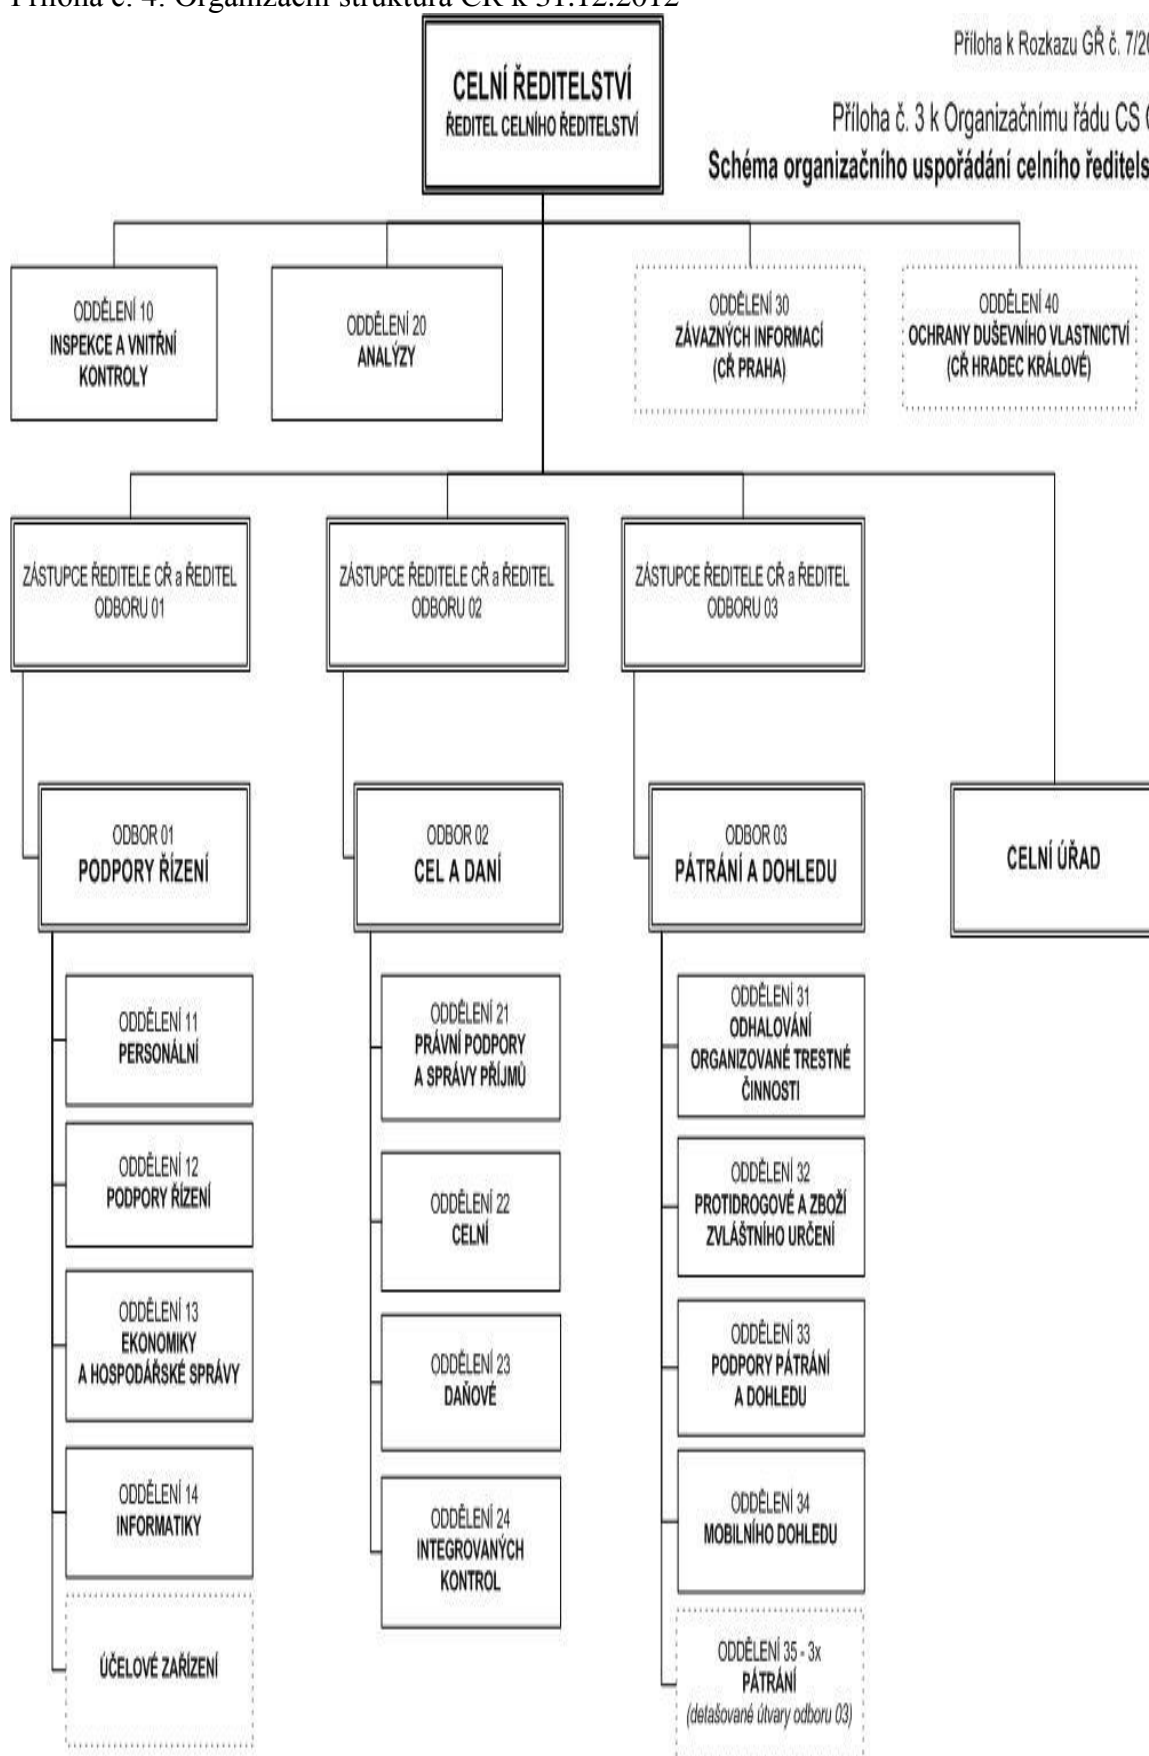 Příloha č. 4: Organizační struktura CŘ k 31.12.2012
Příloha k Rozkazu GŘ č.
Příloha č. 3 k Organizačnímu řádu CS
Schéma organizačního uspořádání celního
CELNÍ ŘEDITELSTVÍ
ŘEDITEL CELNÍHO ŘEDITELSTVÍ
ODDĚLENÍ 10
INSPEKCE A VNITŘNÍ
KONTROLY
ODDĚLENÍ 20
ANALÝZY
ODDĚLENÍ 30
ZÁVAZNÝCH INFORMACÍ
(CŘ PRAHA)
ODDĚLENÍ 40
OCHRANY DUŠEVNÍHO VLASTNICTVÍ
(CŘ HRADEC KRÁLOVÉ)
ZÁSTUPCE ŘEDITELE CŘ a ŘEDITEL
ODBORU 01
ZÁSTUPCE ŘEDITELE CŘ a ŘEDITEL
ODBORU 02
ZÁSTUPCE ŘEDITELE CŘ a ŘEDITEL
ODBORU 03
ODBOR 01
PODPORY ŘÍZENÍ
ODBOR 02
CEL A DANÍ
ODBOR 03
PÁTRÁNÍ A DOHLEDU
CELNÍ ÚŘAD
ODDĚLENÍ 11
PERSONÁLNÍ
ODDĚLENÍ 12
PODPORY ŘÍZENÍ
ODDĚLENÍ 13
EKONOMIKY
A HOSPODÁŘSKÉ SPRÁVY
ODDĚLENÍ 14
INFORMATIKY
ÚČELOVÉ ZAŘÍZENÍ
ODDĚLENÍ 21
PRÁVNÍ PODPORY
A SPRÁVY PŘÍJMŮ
ODDĚLENÍ 22
CELNÍ
ODDĚLENÍ 23
DAŇOVÉ
ODDĚLENÍ 24
INTEGROVANÝCH
KONTROL
ODDĚLENÍ 31
ODHALOVÁNÍ
ORGANIZOVANÉ TRESTNÉ
ČINNOSTI
ODDĚLENÍ 32
PROTIDROGOVÉ A ZBOŽÍ
ZVLÁŠTNÍHO URČENÍ
ODDĚLENÍ 33
PODPORY PÁTRÁNÍ
A DOHLEDU
ODDĚLENÍ 34
MOBILNÍHO DOHLEDU
ODDĚLENÍ 35 - 3x
PÁTRÁNÍ
(detašované útvary odboru 03)